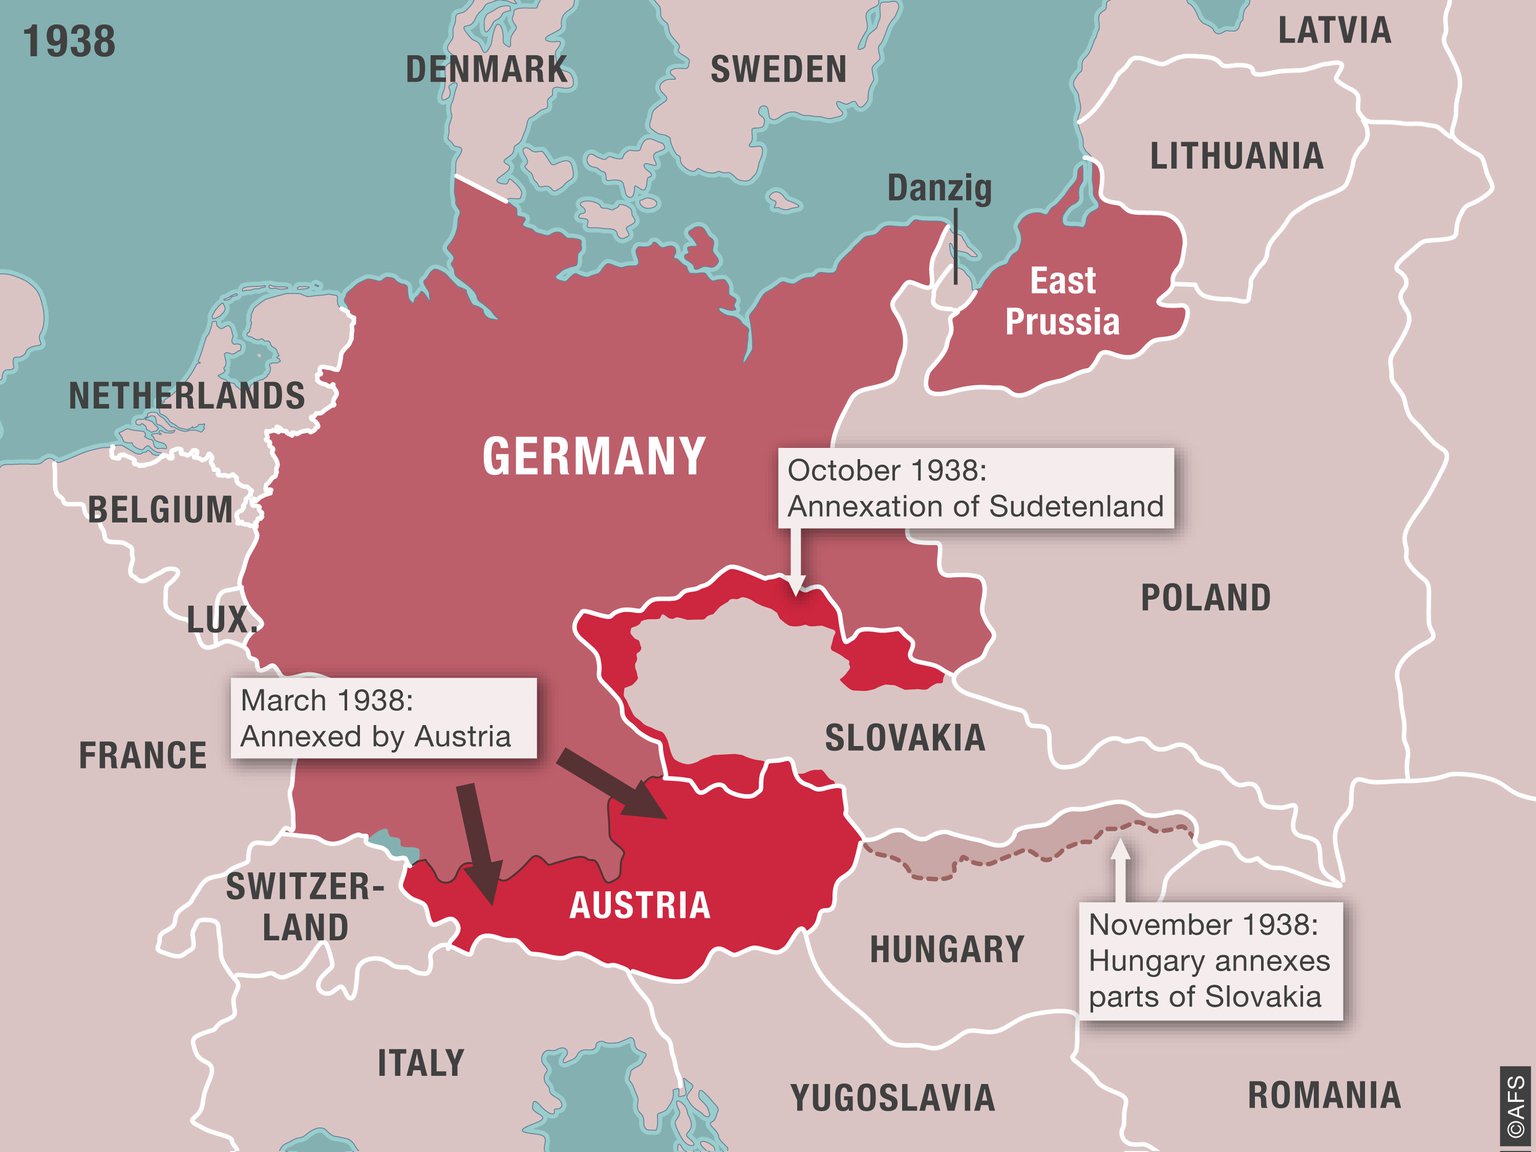 1938
DENMARK
SWEDEN
LATVIA
LITHUANIA
Danzig
East
Prussia
NETHERLANDS
GERMANY
October 1938:
Annexation of Sudetenland
BELGIUM
POLAND
LUX.
March 1938:
Annexed by Austria
FRANCE
SLOVAKIA
SWITZER-
LAND
AUSTRIA
HUNGARY
November 1938:
Hungary annexes
parts of Slovakia
ITALY
YUGOSLAVIA
ROMANIA
©AFS